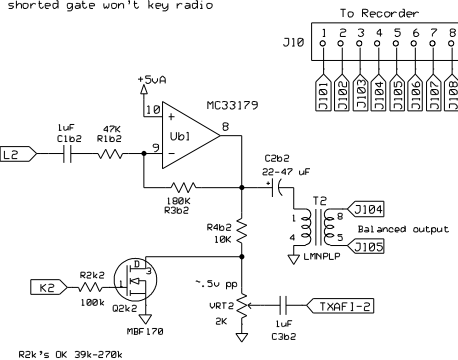 shorted gate won't key radio
To Recorder
J10
1 2 3 4 5 6 7 8
J101 J102 J103 J104 J105 J106 J107 J108
+5vA
MC33179
10
+
Ub1
8
1uF
C1b2
47K
R1b2
L2
9
-
C2b2
22-47 uF
+
180K
R3b2
T2
J104
1
8
R4b2
10K
Balanced output
4
5
J105
LMNPLP
D
3
R2k2
~.5v pp
K2
1
100k
Q2k2
VRT2
TXAF1-2
MBF170
2K
1uF
C3b2
R2k's OK 39k-270k